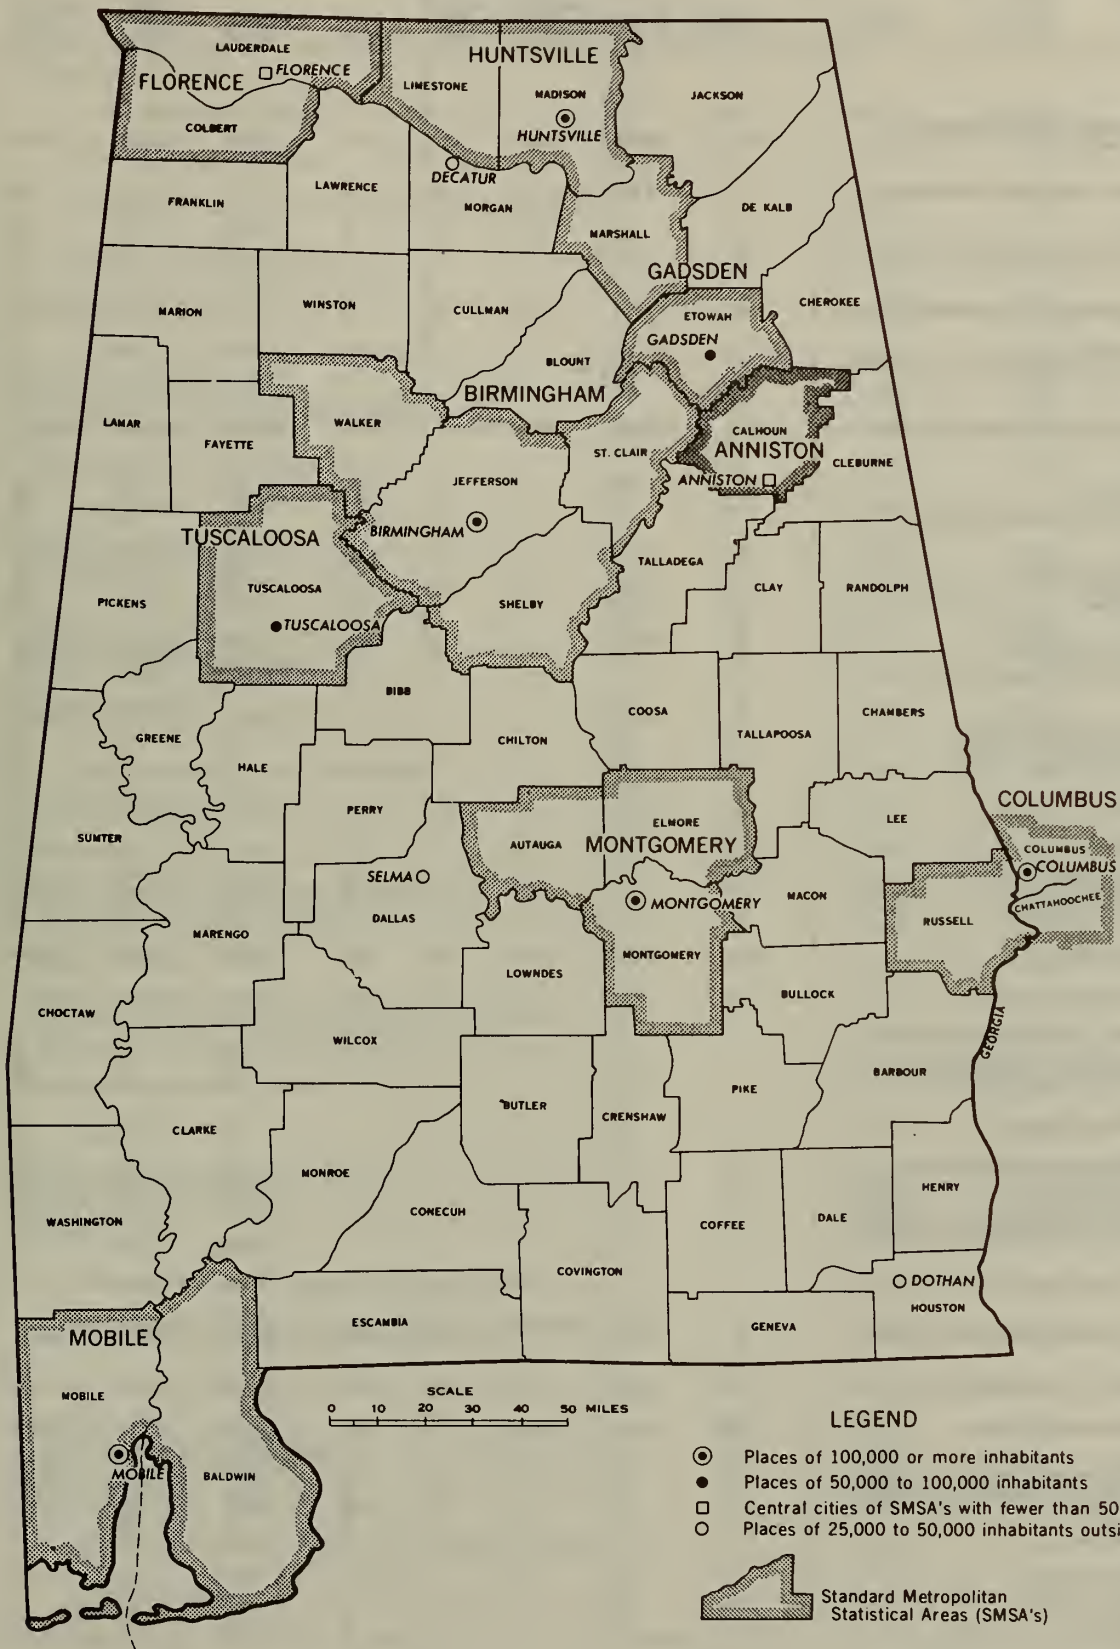 LAUDERDALE
HUNTSVILLE
FLORENCE
FLORENCE
LIMESTONE
MADISON
JACKSON
COLBERT
HUNTSVILLE
DECATUR
LAWRENCE
FRANKLIN
MORGAN
DE KALB
MARSHALL
GADSDEN
MARION
WINSTON
CULLMAN
ETOWAH
CHEROKEE
GADSDEN
BLOUNT
BIRMINGHAM
LAMAR
FAYETTE
WALKER
CALHOUN
ANNISTON
ST. CLAIR
CLEBURNE
JEFFERSON
ANNISTON
BIRMINGHAM
TUSCALOOSA
TALLADEGA
TUSCALOOSA
CLAY
RANDOLPH
PICKENS
SHELBY
TUSCALOOSA
BIBB
COOSA
CHAMBERS
GREENE
CHILTON
TALLAPOOSA
HALE
COLUMBUS
PERRY
LEE
ELMORE
SUMTER
AUTAUGA
MONTGOMERY
COLUMBUS
COLUMBUS
SELMA
MACON
CHATTAHOOCHEE
MONTGOMERY
DALLAS
RUSSELL
MARENGO
MONTGOMERY
LOWNDES
BULLOCK
CHOCTAW
GEORGIA
WILCOX
BARBOUR
PIKE
BUTLER
CRENSHAW
CLARKE
MONROE
HENRY
CONECUH
WASHINGTON
COFFEE
DALE
COVINGTON
DOTHAN
HOUSTON
ESCAMBIA
GENEVA
MOBILE
MOBILE
MOBILE
BALDWIN
SCALE
0 10 20 30 40 50 MILES
LEGEND
Places of 100,000 or more inhabitants
Places of 50,000 to 100,000 inhabitants
Central cities of SMSA's with fewer than 50
Places of 25,000 to 50,000 inhabitants outsi
Standard Metropolitan
Statistical Areas (SMSA's)